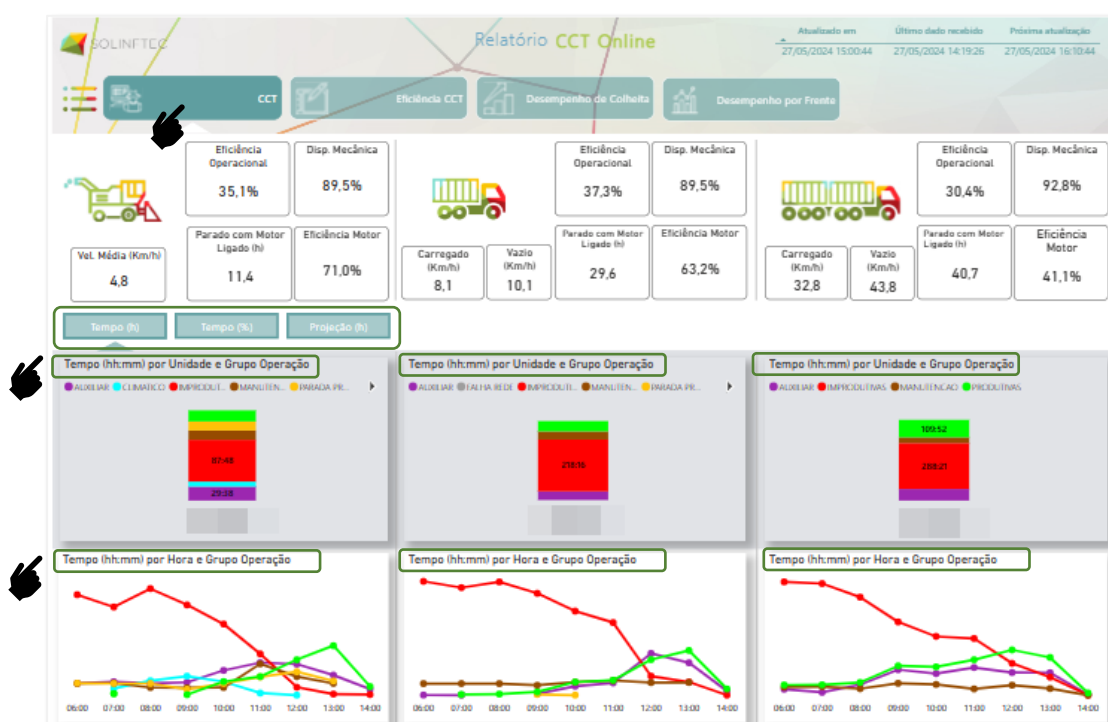 SOLINFTEC
Relatório CCT Online
Atualizado em
27/05/2024 15:00:44
Último dado recebido
27/05/2024 14:19:26
Próxima atualização
27/05/2024 16:10:44
CCT
Eficiência CCT
Desempenho de Colheita
Desempenho por Frente
Eficiência
Operacional
35,1%
Disp. Mecânica
89,5%
Vel. Média (Km/h)
4,8
Parado com Motor
Ligado (h)
11,4
Eficiência Motor
71,0%
Eficiência
Operacional
37,3%
Disp. Mecânica
89,5%
Carregado
(Km/h)
8,1
Vazio
(Km/h)
10,1
Parado com Motor
Ligado (h)
29,6
Eficiência Motor
63,2%
Eficiência
Operacional
30,4%
Disp. Mecânica
92,8%
Carregado
(Km/h)
32,8
Vazio
(Km/h)
43,8
Parado com Motor
Ligado (h)
40,7
Eficiência
Motor
41,1%
Tempo (h)
Tempo (%)
Projeção (h)
Tempo (hh:mm) por Unidade e Grupo Operação
AUXILIAR CLIMATICO IMPRODUT... MANUTEN... PARADA PR...
87:48
29:38
Tempo (hh:mm) por Unidade e Grupo Operação
AUXILIAR FALHA REDE IMPRODUTI... MANUTEN... PARADA PR...
218:16
Tempo (hh:mm) por Unidade e Grupo Operação
AUXILIAR IMPRODUTIVAS MANUTENCAO PRODUTIVAS
109:52
Tempo (hh:mm) por Hora e Grupo Operação
06:00 07:00 08:00 09:00 10:00 11:00 12:00 13:00 14:00
Tempo (hh:mm) por Hora e Grupo Operação
06:00 07:00 08:00 09:00 10:00 11:00 12:00 13:00 14:00
Tempo (hh:mm) por Hora e Grupo Operação
06:00 07:00 08:00 09:00 10:00 11:00 12:00 13:00 14:00